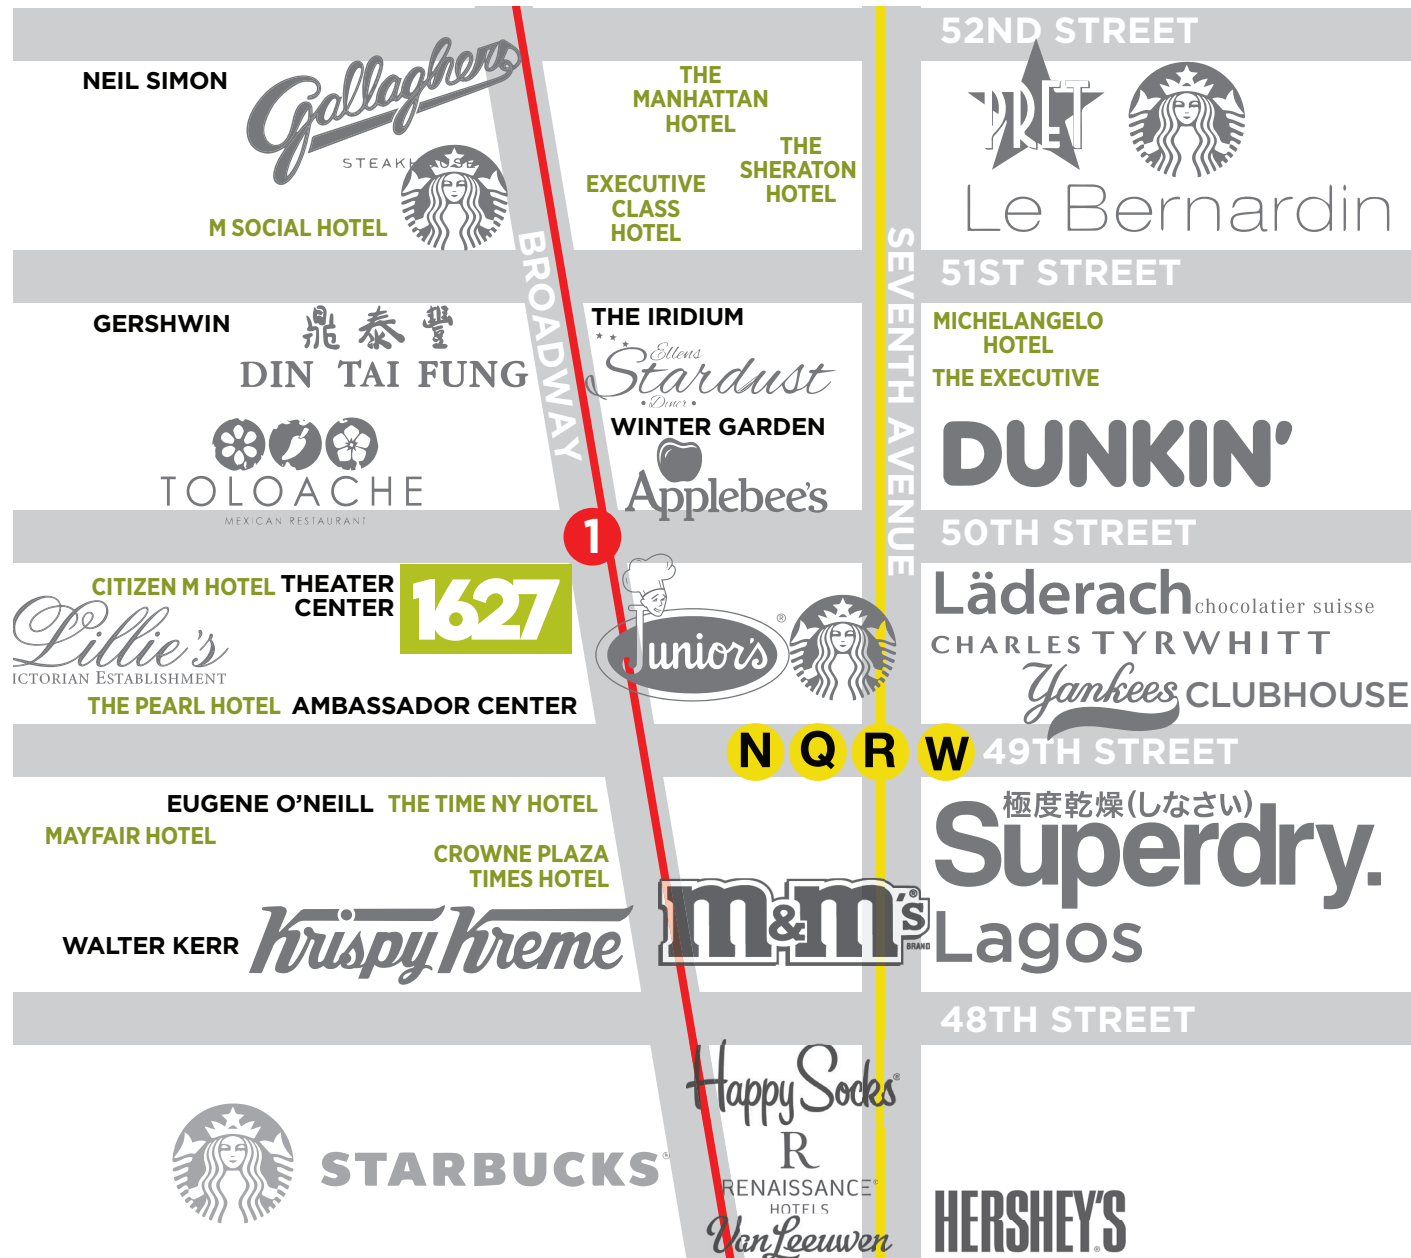 52ND STREET
NEIL SIMON
Gallaghers
STEAKHOUSE
M SOCIAL HOTEL
THE
MANHATTAN
HOTEL
THE
SHERATON
HOTEL
EXECUTIVE
CLASS
HOTEL
PRET
Le Bernardin
BROADWAY
SEVENTH AVENUE
51ST STREET
GERSHWIN
鼎泰豐
DIN TAI FUNG
TOLOACHE
MEXICAN RESTAURANT
THE IRIDIUM
Ellens
Stardust
• Diner •
WINTER GARDEN
Applebee's
MICHELANGELO
HOTEL
THE EXECUTIVE
DUNKIN'
50TH STREET
1
CITIZEN M HOTEL
THEATER
CENTER
1627
Lillie's
ICTORIAN ESTABLISHMENT
THE PEARL HOTEL
AMBASSADOR CENTER
Junior's®
Läderach chocolatier suisse
CHARLES TYRWHITT
Yankees CLUBHOUSE
N Q R W
49TH STREET
EUGENE O'NEILL
THE TIME NY HOTEL
MAYFAIR HOTEL
CROWNE PLAZA
TIMES HOTEL
WALTER KERR
Krispy Kreme
m&m's®
BRAND
極度乾燥(しなさい)
Superdry.
Lagos
48TH STREET
STARBUCKS®
Happy Socks®
R
RENAISSANCE®
HOTELS
Van Leeuwen
HERSHEY'S